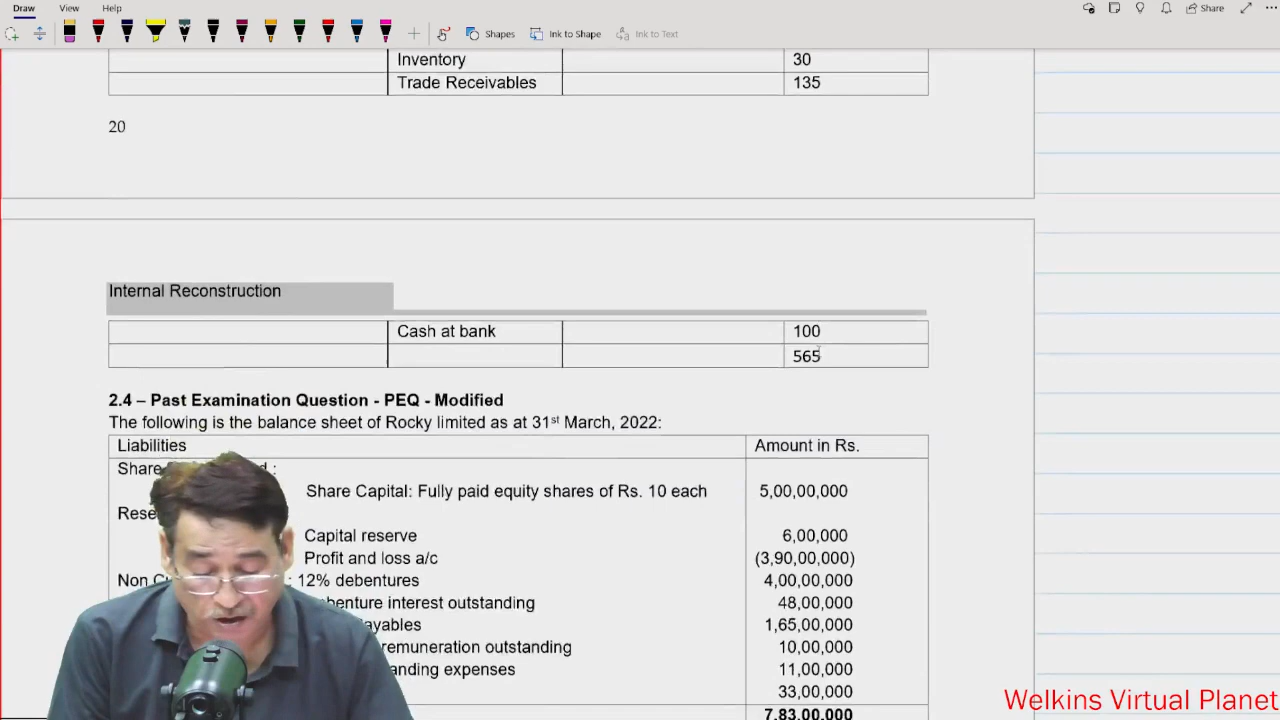 Draw View Help
Share
Shapes Ink to Shape Ink to Text
Inventory 30
Trade Receivables 135
20
Internal Reconstruction
Cash at bank 100
565
2.4 – Past Examination Question - PEQ - Modified
The following is the balance sheet of Rocky limited as at 31st March, 2022:
Liabilities Amount in Rs.
Share :
Share Capital: Fully paid equity shares of Rs. 10 each 5,00,00,000
Capital reserve 6,00,000
Profit and loss a/c (3,90,00,000)
Non : 12% debentures 4,00,00,000
interest outstanding 48,00,000
1,65,00,000
remuneration outstanding 10,00,000
expenses 11,00,000
33,00,000
7,83,00,000
Welkins Virtual Planet